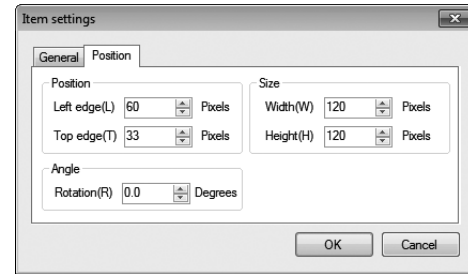 Item settings
General Position
Position
Left edge(L) 60 Pixels
Top edge(T) 33 Pixels
Size
Width(W) 120 Pixels
Height(H) 120 Pixels
Angle
Rotation(R) 0.0 Degrees
OK Cancel